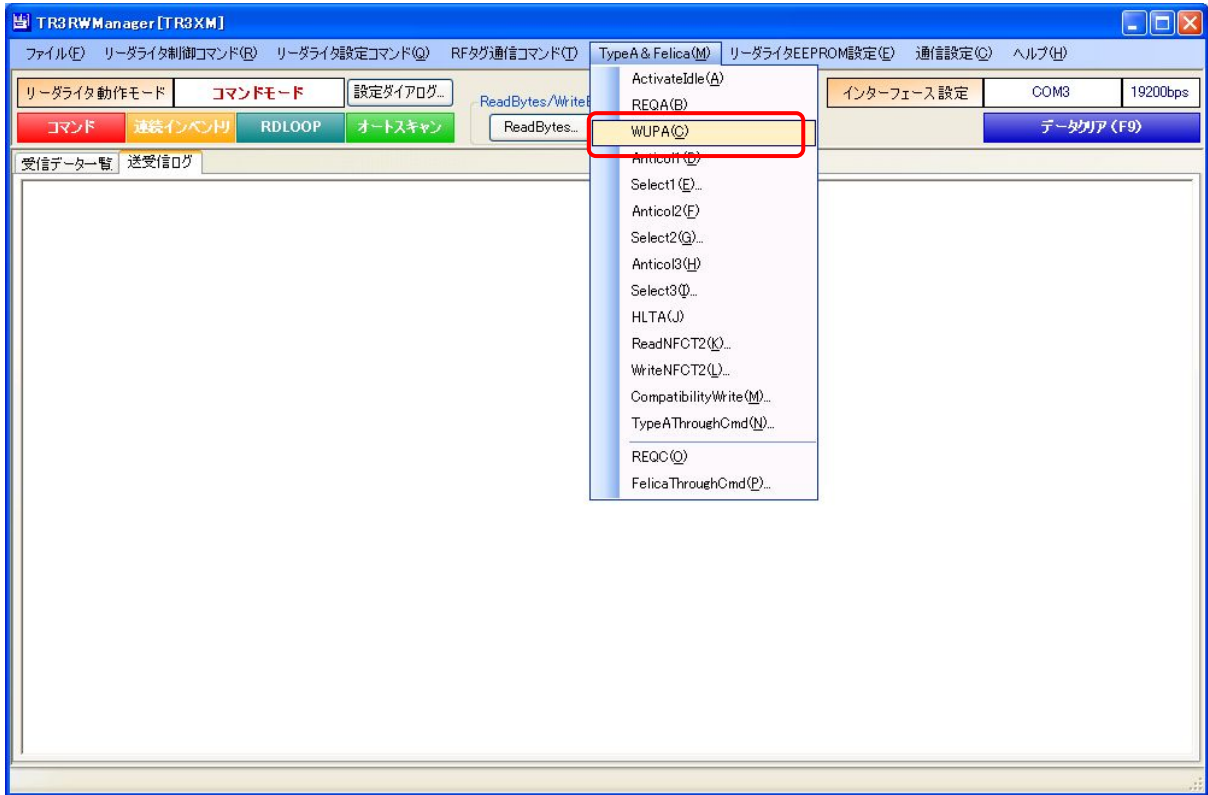 TR3RWManager[TR3XM]
ファイル(F) リーダライタ制御コマンド(R) リーダライタ設定コマンド(Q) RFタグ通信コマンド(T) TypeA & Felica(M) リーダライタEEPROM設定(E) 通信設定(C) ヘルプ(H)
リーダライタ動作モード コマンドモード 設定ダイアログ... ReadBytes/Write インターフェース設定 COM3 19200bps
コマンド 連続インベントリ RDLOOP オートスキャン ReadBytes... データクリア (F9)
受信データ一覧 送受信ログ
ActivateIdle(A)
REQA(B)
WUPA(C)
Anticol1(D)
Select1(E)...
Anticol2(F)
Select2(G)...
Anticol3(H)
Select3(I)...
HLTA(J)
ReadNFCT2(K)...
WriteNFCT2(L)...
CompatibilityWrite(M)...
TypeAThroughCmd(N)...
REQC(O)
FelicaThroughCmd(P)...